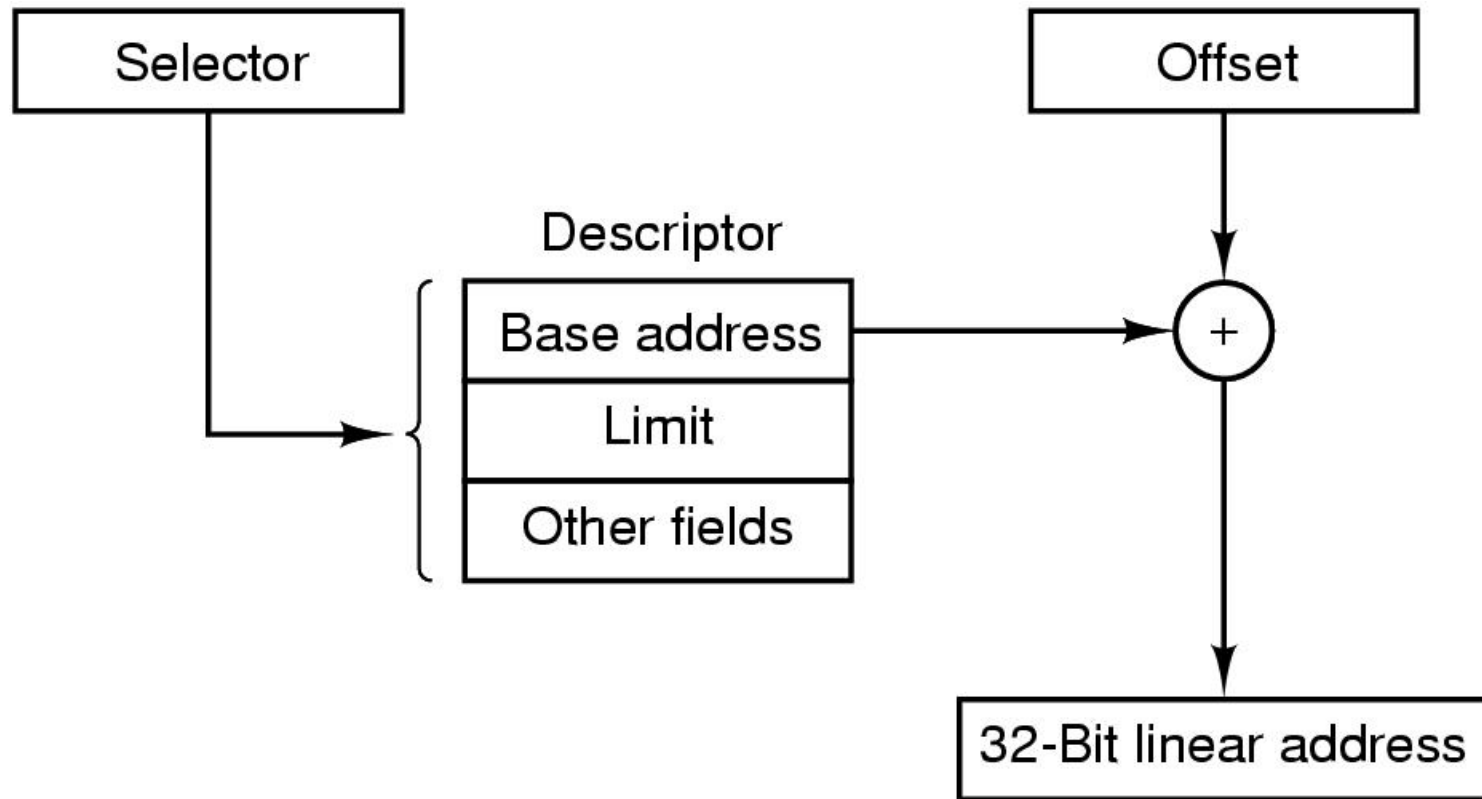 Selector
Offset
Descriptor
Base address
+
Limit
Other fields
32-Bit linear address